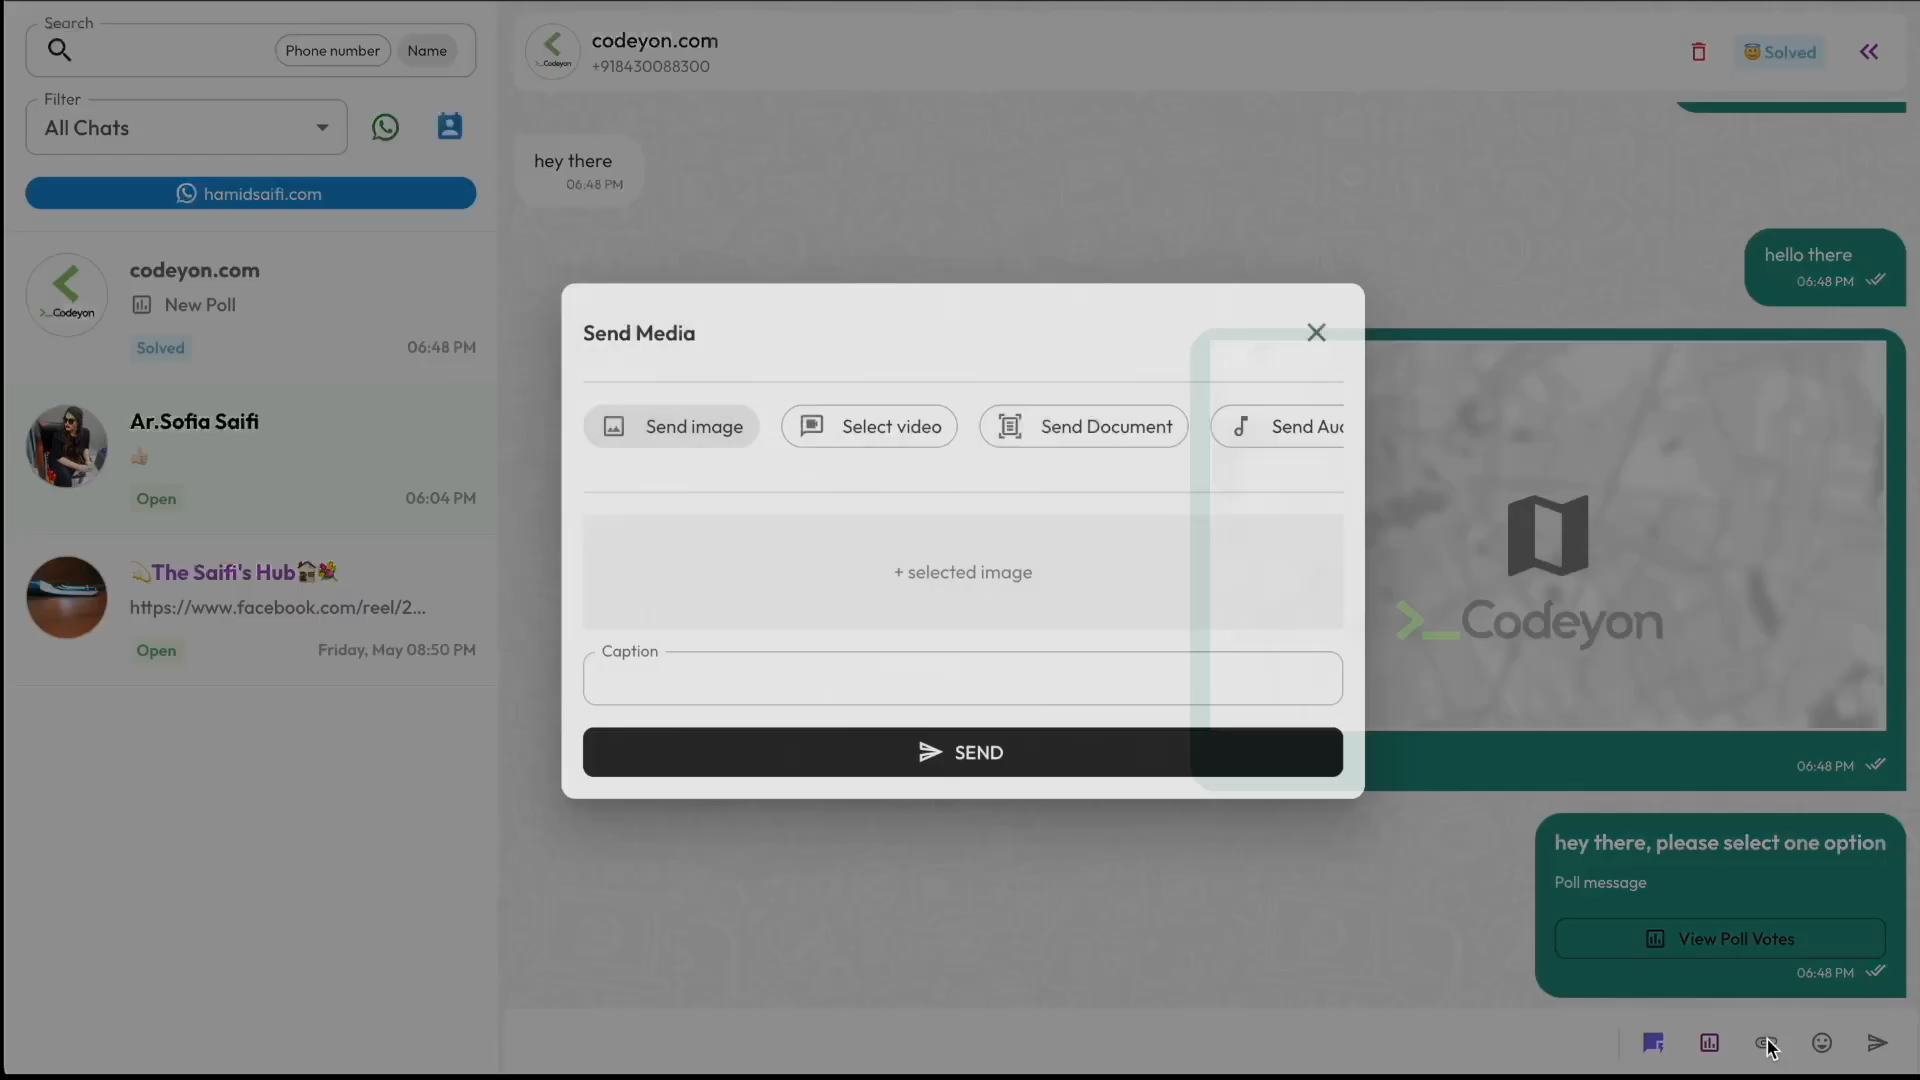 Search
Phone number
Name
Filter
All Chats
hamidsaifi.com
>_Codeyon
codeyon.com
New Poll
Solved
06:48 PM
Ar.Sofia Saifi
👍🏻
Open
06:04 PM
💫The Saifi's Hub🏠💐
https://www.facebook.com/reel/2...
Open
Friday, May 08:50 PM
>_Codeyon
codeyon.com
+918430088300
😇 Solved
hey there
06:48 PM
hello there
06:48 PM
Send Media
Send image
Select video
Send Document
Send Auc
+ selected image
Caption
SEND
>_Codeyon
06:48 PM
hey there, please select one option
Poll message
View Poll Votes
06:48 PM